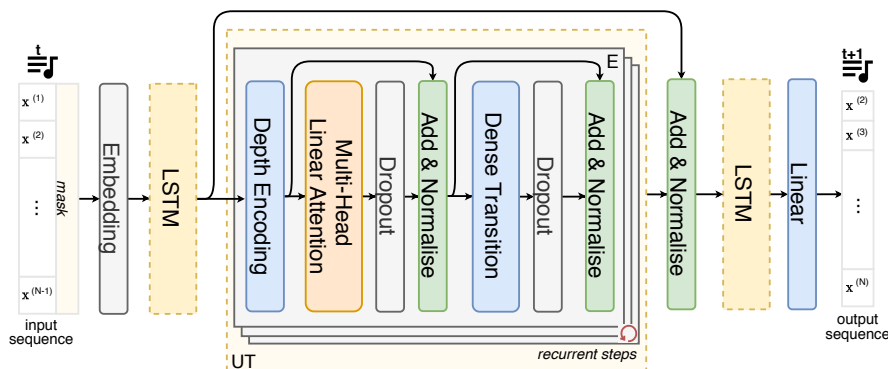 t
x (1)
x (2)
...
x (N-1)
mask
input
sequence
Embedding
LSTM
UT
E
Depth Encoding
Multi-Head
Linear Attention
Dropout
Add & Normalise
Dense Transition
Dropout
Add & Normalise
recurrent steps
Add & Normalise
LSTM
Linear
t+1
x (2)
x (3)
...
x (N)
output
sequence